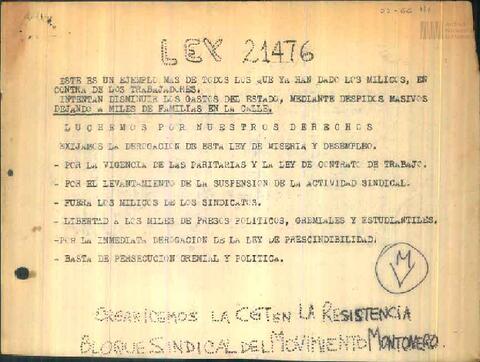 LEY 21476
ESTE ES UN EJEMPLO MAS DE TODOS LOS QUE YA HAN DADO LOS MILICOS, EN
CONTRA DE LOS TRABAJADORES.
INTENTAN DISMINUIR LOS GASTOS DEL ESTADO, MEDIANTE DESPIDOS MASIVOS
DEJANDO A MILES DE FAMILIAS EN LA CALLE.
LUCHEMOS POR NUESTROS DERECHOS
EXIJAMOS LA DEROGACION DE ESTA LEY DE MISERIA Y DESEMPLEO.
- POR LA VIGENCIA DE LAS PARITARIAS Y LA LEY DE CONTRATO DE TRABAJO.
- POR EL LEVANTAMIENTO DE LA SUSPENSION DE LA ACTIVIDAD SINDICAL.
- FUERA LOS MILICOS DE LOS SINDICATOS.
- LIBERTAD A LOS MILES DE PRESOS POLITICOS, GREMIALES Y ESTUDIANTILES.
-POR LA INMEDIATA DEROGACION DE LA LEY DE PRESCINDIBILIDAD.
- BASTA DE PERSECUCION GREMIAL Y POLITICA.
M
ORGANICEMOS LA CGT EN LA RESISTENCIA
BLOQUE SINDICAL DEL MOVIMIENTO MONTONERO